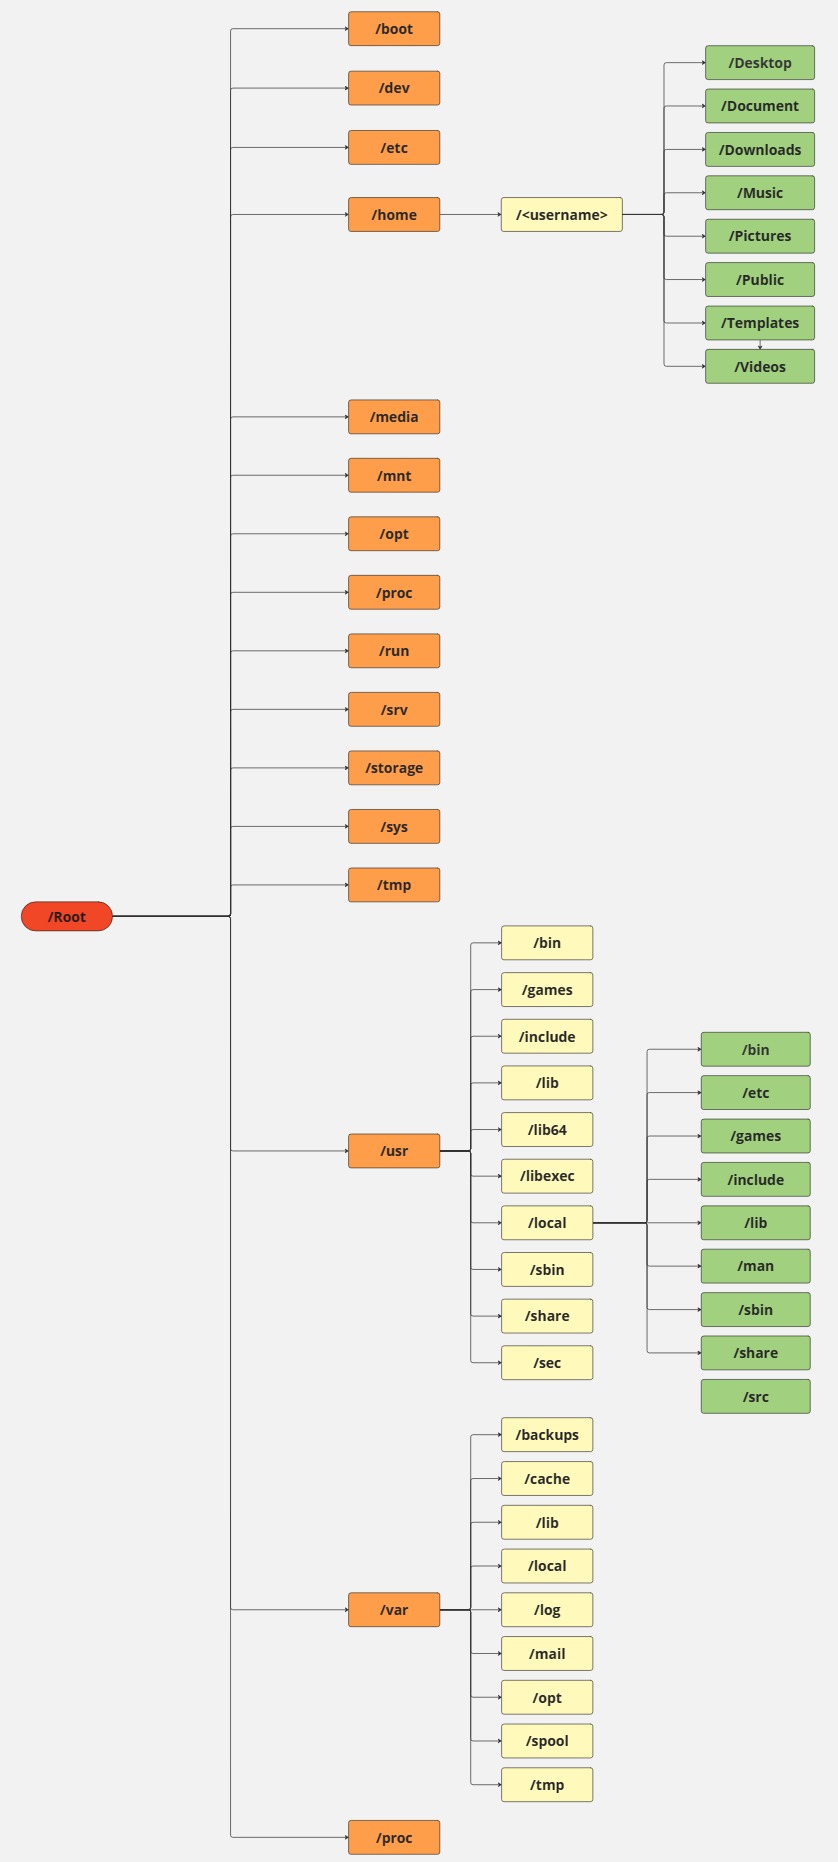 /boot
/dev
/etc
/home
/<username>
/Desktop
/Document
/Downloads
/Music
/Pictures
/Public
/Templates
/Videos
/media
/mnt
/opt
/proc
/run
/srv
/storage
/sys
/tmp
/Root
/usr
/bin
/games
/include
/lib
/lib64
/libexec
/local
/sbin
/share
/sec
/bin
/etc
/games
/include
/lib
/man
/sbin
/share
/src
/var
/backups
/cache
/lib
/local
/log
/mail
/opt
/spool
/tmp
/proc